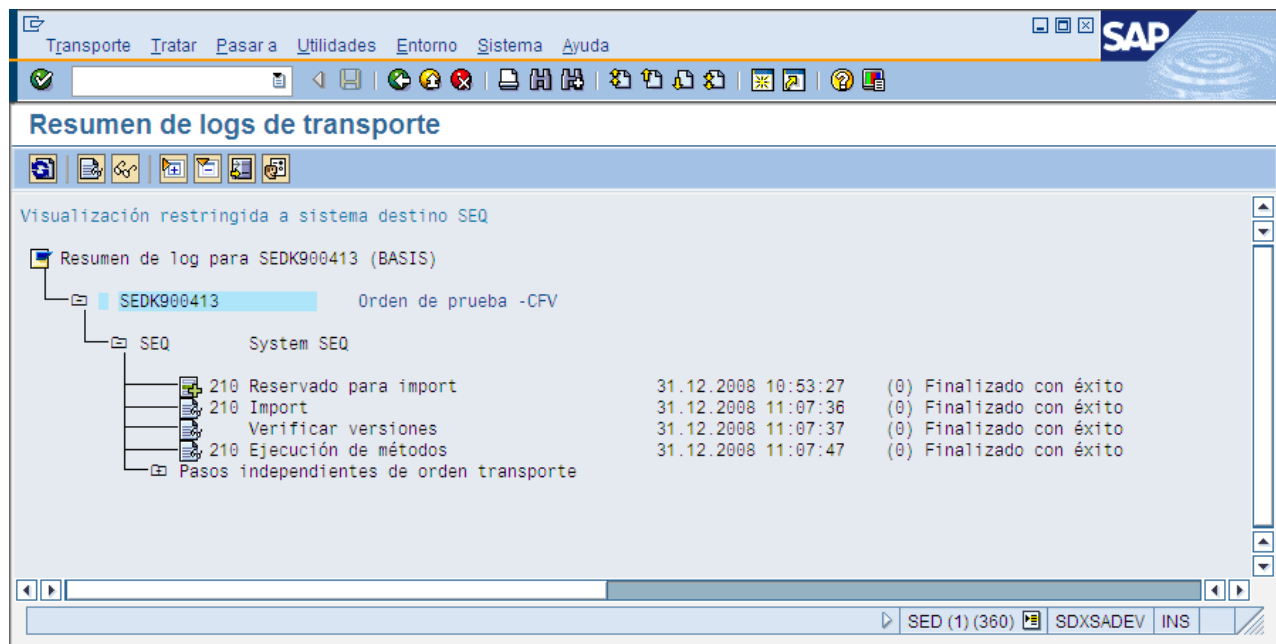 Transporte Tratar Pasar a Utilidades Entorno Sistema Ayuda
SAP
Resumen de logs de transporte
Visualización restringida a sistema destino SEQ
Resumen de log para SEDK900413 (BASIS)
SEDK900413 Orden de prueba -CFV
SEQ System SEQ
210 Reservado para import 31.12.2008 10:53:27 (0) Finalizado con éxito
210 Import 31.12.2008 11:07:36 (0) Finalizado con éxito
Verificar versiones 31.12.2008 11:07:37 (0) Finalizado con éxito
210 Ejecución de métodos 31.12.2008 11:07:47 (0) Finalizado con éxito
Pasos independientes de orden transporte
SED (1) (360) SDXSADEV INS